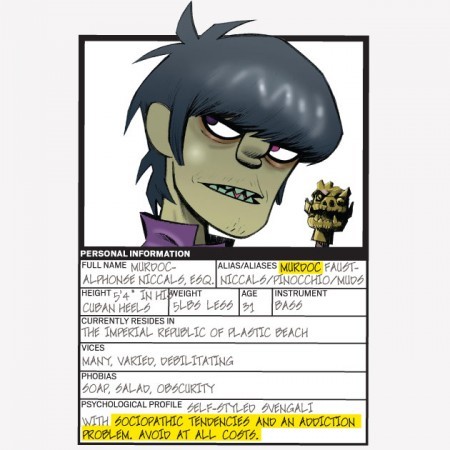 PERSONAL INFORMATION
FULL NAME MURDOC-
ALPHONSE NICCALS, ESQ.
ALIAS/ALIASES MURDOC FAUST-
NICCALS/PINOCCHIO/MUDS
HEIGHT 5'4" IN HIS
CUBAN HEELS
WEIGHT
5LBS LESS
AGE
31
INSTRUMENT
BASS
CURRENTLY RESIDES IN
THE IMPERIAL REPUBLIC OF PLASTIC BEACH
VICES
MANY, VARIED, DEBILITATING
PHOBIAS
SOAP, SALAD, OBSCURITY
PSYCHOLOGICAL PROFILE SELF-STYLED SVENGALI
WITH SOCIOPATHIC TENDENCIES AND AN ADDICTION
PROBLEM. AVOID AT ALL COSTS.